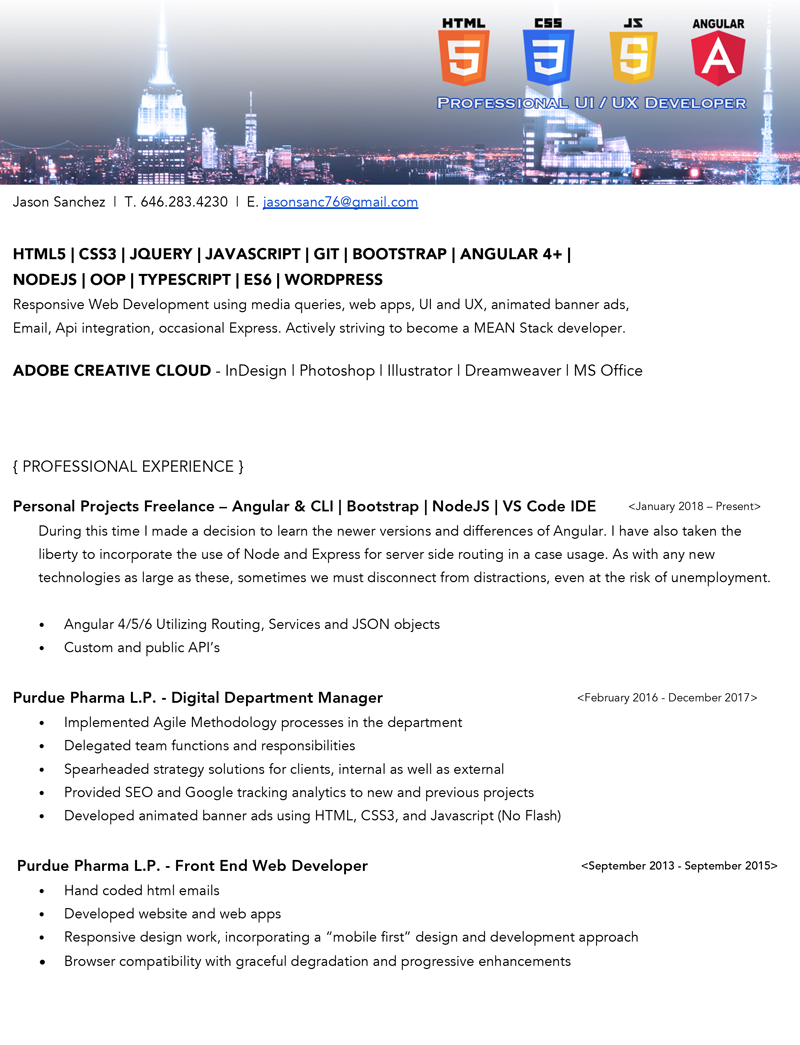 HTML CSS JS ANGULAR
5 3 5 A
Professional UI / UX Developer
Jason Sanchez | T. 646.283.4230 | E. jasonsanc76@gmail.com
HTML5 | CSS3 | JQUERY | JAVASCRIPT | GIT | BOOTSTRAP | ANGULAR 4+ |
NODEJS | OOP | TYPESCRIPT | ES6 | WORDPRESS
Responsive Web Development using media queries, web apps, UI and UX, animated banner ads,
Email, Api integration, occasional Express. Actively striving to become a MEAN Stack developer.
ADOBE CREATIVE CLOUD - InDesign | Photoshop | Illustrator | Dreamweaver | MS Office
{ PROFESSIONAL EXPERIENCE }
Personal Projects Freelance – Angular & CLI | Bootstrap | NodeJS | VS Code IDE <January 2018 – Present>
During this time I made a decision to learn the newer versions and differences of Angular. I have also taken the
liberty to incorporate the use of Node and Express for server side routing in a case usage. As with any new
technologies as large as these, sometimes we must disconnect from distractions, even at the risk of unemployment.
• Angular 4/5/6 Utilizing Routing, Services and JSON objects
• Custom and public API’s
Purdue Pharma L.P. - Digital Department Manager <February 2016 - December 2017>
• Implemented Agile Methodology processes in the department
• Delegated team functions and responsibilities
• Spearheaded strategy solutions for clients, internal as well as external
• Provided SEO and Google tracking analytics to new and previous projects
• Developed animated banner ads using HTML, CSS3, and Javascript (No Flash)
Purdue Pharma L.P. - Front End Web Developer <September 2013 - September 2015>
• Hand coded html emails
• Developed website and web apps
• Responsive design work, incorporating a “mobile first” design and development approach
• Browser compatibility with graceful degradation and progressive enhancements